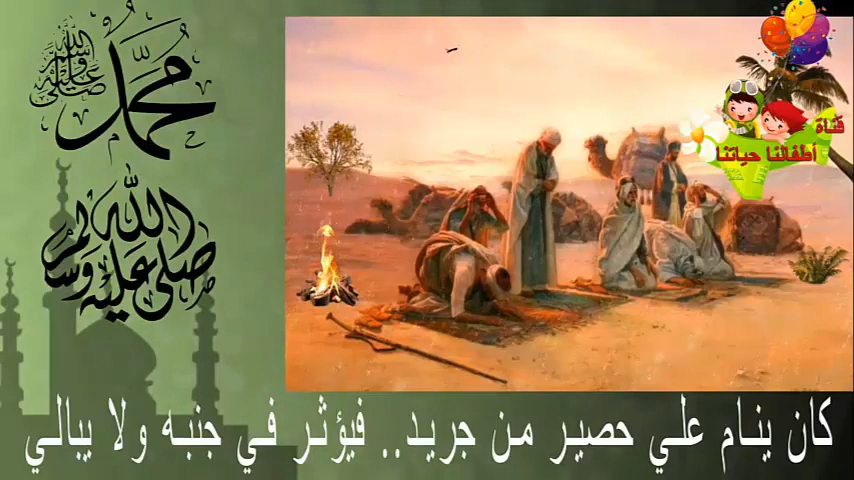 صلى الله عليه وسلم
محمد
صلى الله عليه وسلم
قناة
أطفالنا حياتنا
كان ينام علي حصير من جريد.. فيؤثر في جنبه ولا يبالي